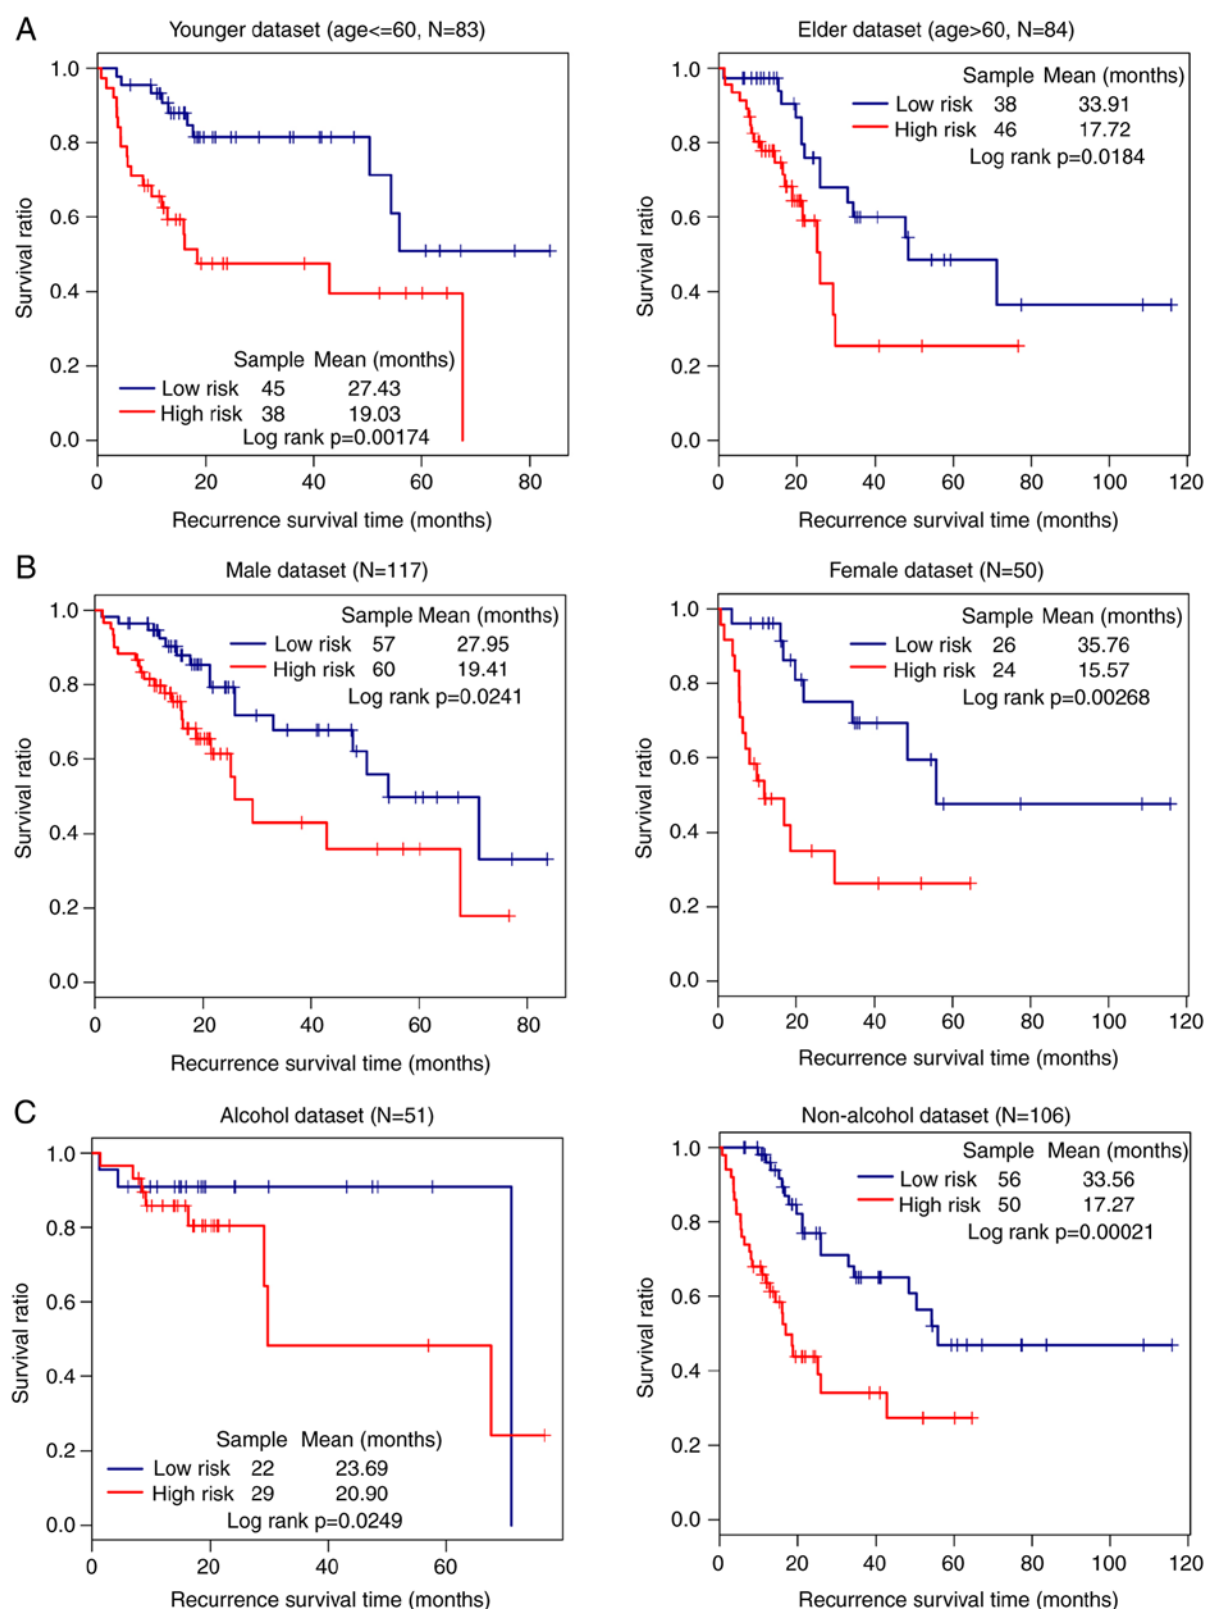 A
Younger dataset (age<=60, N=83)
Survival ratio
1.0
0.8
0.6
0.4
0.2
0.0
Sample Mean (months)
Low risk 45 27.43
High risk 38 19.03
Log rank p=0.00174
0 20 40 60 80
Recurrence survival time (months)
Elder dataset (age>60, N=84)
Survival ratio
1.0
0.8
0.6
0.4
0.2
0.0
Sample Mean (months)
Low risk 38 33.91
High risk 46 17.72
Log rank p=0.0184
0 20 40 60 80 100 120
Recurrence survival time (months)
B
Male dataset (N=117)
Survival ratio
1.0
0.8
0.6
0.4
0.2
0.0
Sample Mean (months)
Low risk 57 27.95
High risk 60 19.41
Log rank p=0.0241
0 20 40 60 80
Recurrence survival time (months)
Female dataset (N=50)
Survival ratio
1.0
0.8
0.6
0.4
0.2
0.0
Sample Mean (months)
Low risk 26 35.76
High risk 24 15.57
Log rank p=0.00268
0 20 40 60 80 100 120
Recurrence survival time (months)
C
Alcohol dataset (N=51)
Survival ratio
1.0
0.8
0.6
0.4
0.2
0.0
Sample Mean (months)
Low risk 22 23.69
High risk 29 20.90
Log rank p=0.0249
0 20 40 60
Recurrence survival time (months)
Non-alcohol dataset (N=106)
Survival ratio
1.0
0.8
0.6
0.4
0.2
0.0
Sample Mean (months)
Low risk 56 33.56
High risk 50 17.27
Log rank p=0.00021
0 20 40 60 80 100 120
Recurrence survival time (months)